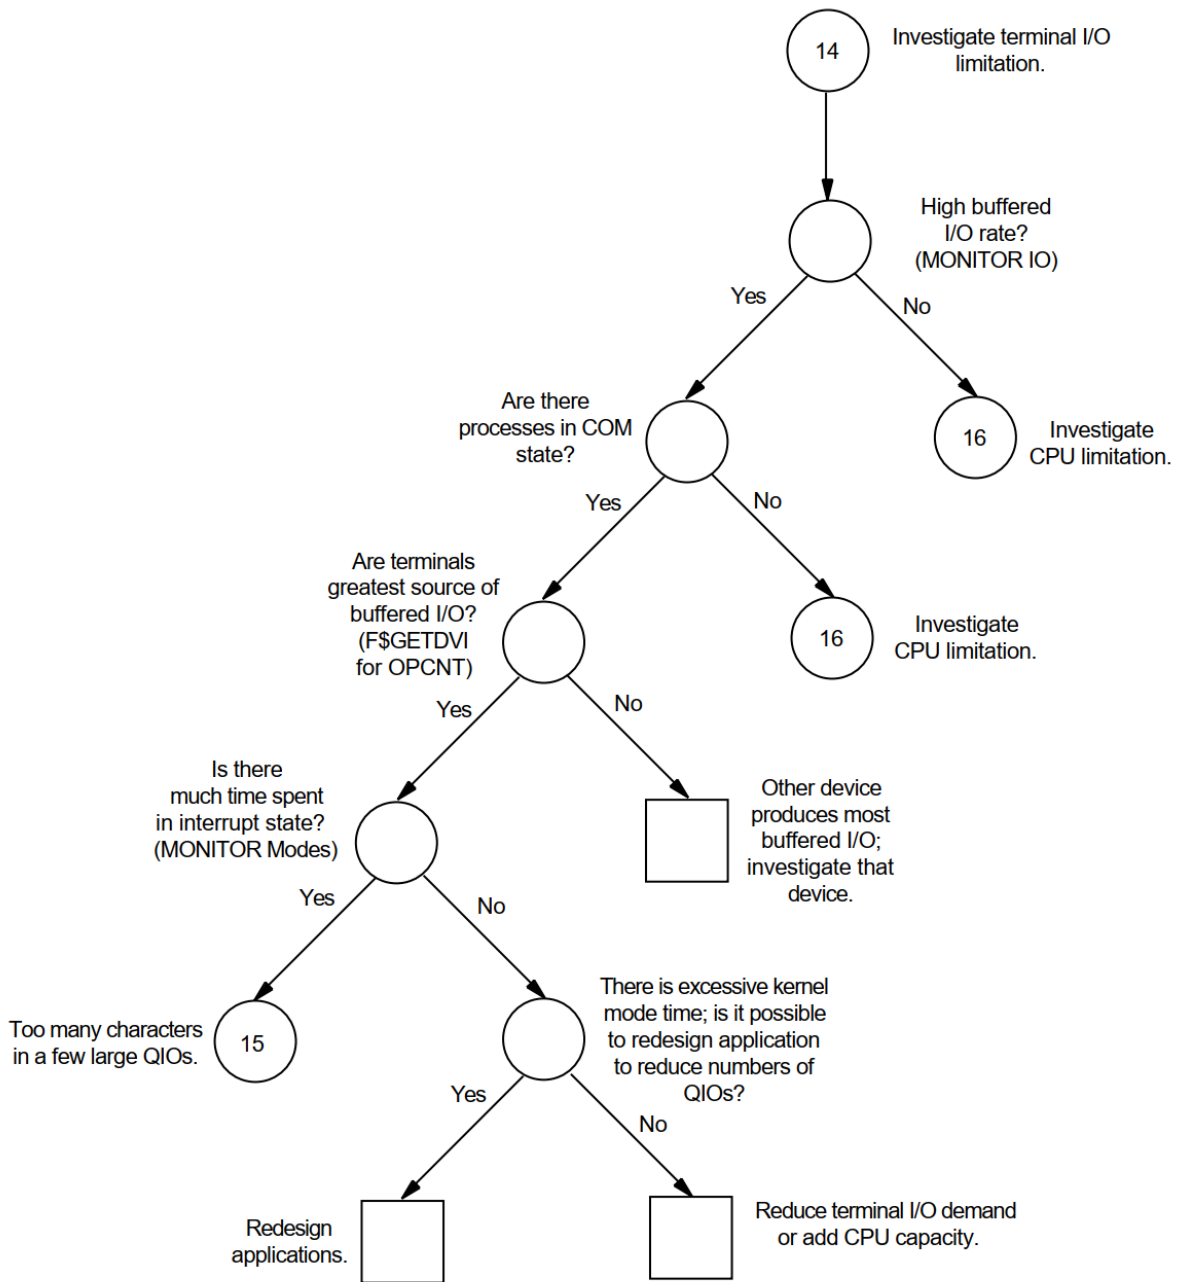 14
Investigate terminal I/O
limitation.
High buffered
I/O rate?
(MONITOR IO)
Yes
No
Are there
processes in COM
state?
16
Investigate
CPU limitation.
Yes
No
Are terminals
greatest source of
buffered I/O?
(F$GETDVI
for OPCNT)
16
Investigate
CPU limitation.
Yes
No
Is there
much time spent
in interrupt state?
(MONITOR Modes)
Other device
produces most
buffered I/O;
investigate that
device.
Yes
No
Too many characters
in a few large QIOs.
15
There is excessive kernel
mode time; is it possible
to redesign application
to reduce numbers of
QIOs?
Yes
No
Redesign
applications.
Reduce terminal I/O demand
or add CPU capacity.